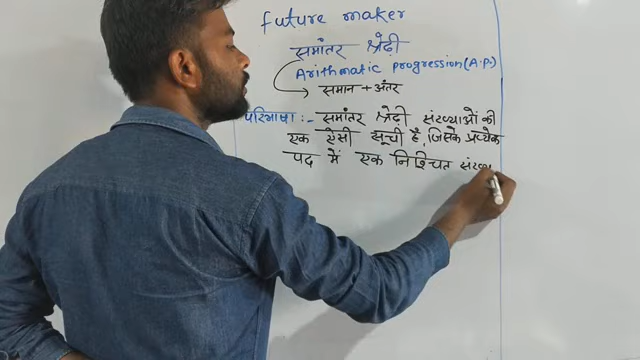 future maker
समांतर श्रेढ़ी
Arithmatic progression(A.P.)
समान + अंतर
परिभाषा :- समांतर श्रेढ़ी संख्याओं की
एक ऐसी सूची है, जिसके प्रत्येक
पद में एक निश्चित संख्य